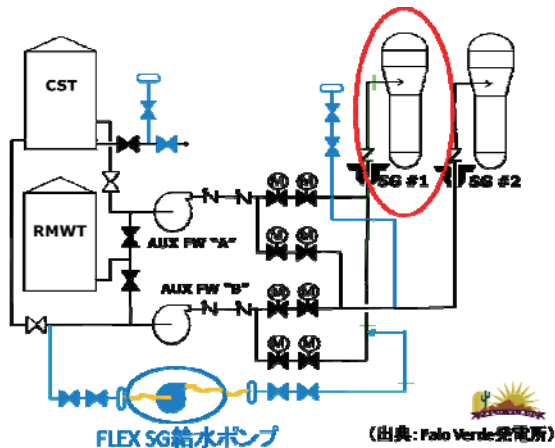 CST
RMWT
SG #1
SG #2
AUX FW "A"
AUX FW "B"
M M
M M
M M
M M
FLEX SG給水ポンプ
(出典:Palo Verde発電所)